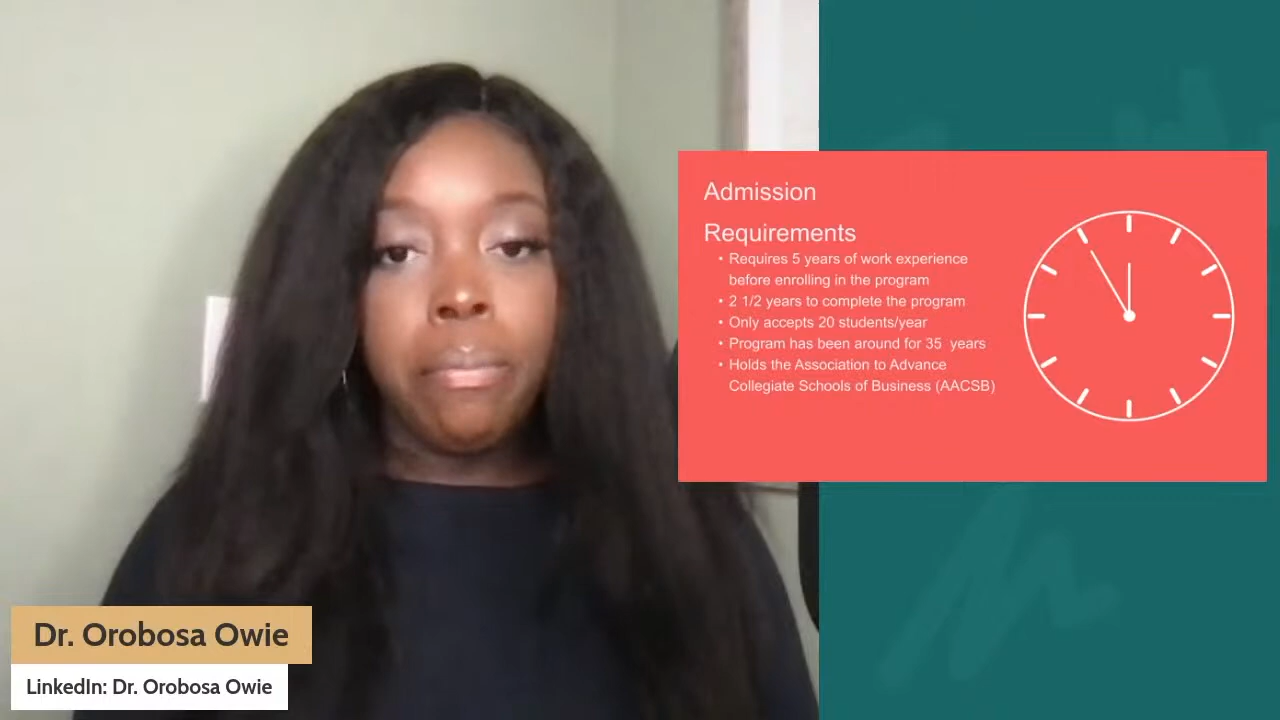 Admission
Requirements
• Requires 5 years of work experience
before enrolling in the program
• 2 1/2 years to complete the program
• Only accepts 20 students/year
• Program has been around for 35  years
• Holds the Association to Advance
Collegiate Schools of Business (AACSB)
Dr. Orobosa Owie
LinkedIn: Dr. Orobosa Owie